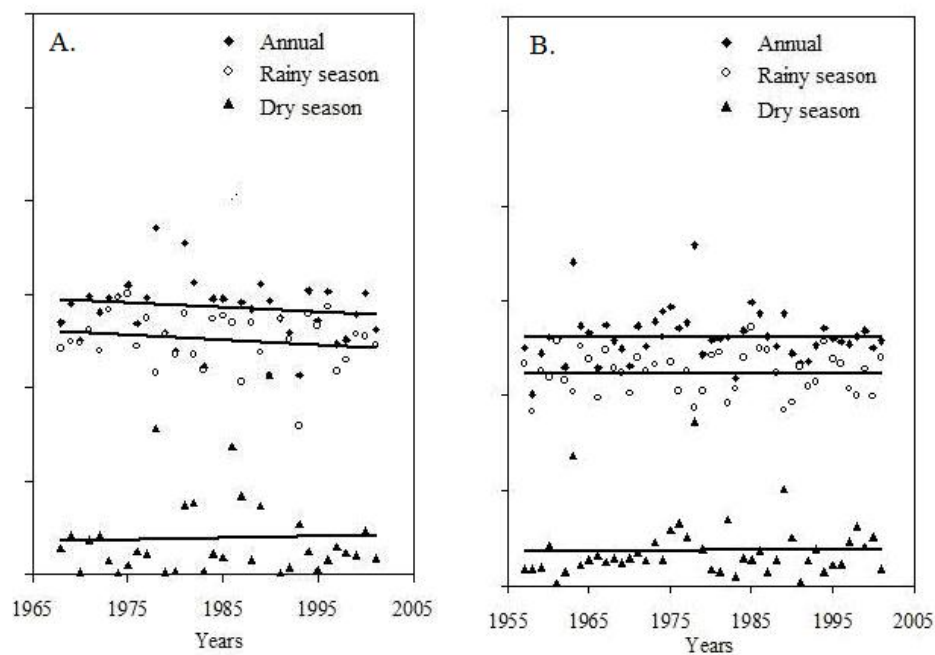 A.
Annual
Rainy season
Dry season
1965 1975 1985 1995 2005
Years
B.
Annual
Rainy season
Dry season
1955 1965 1975 1985 1995 2005
Years